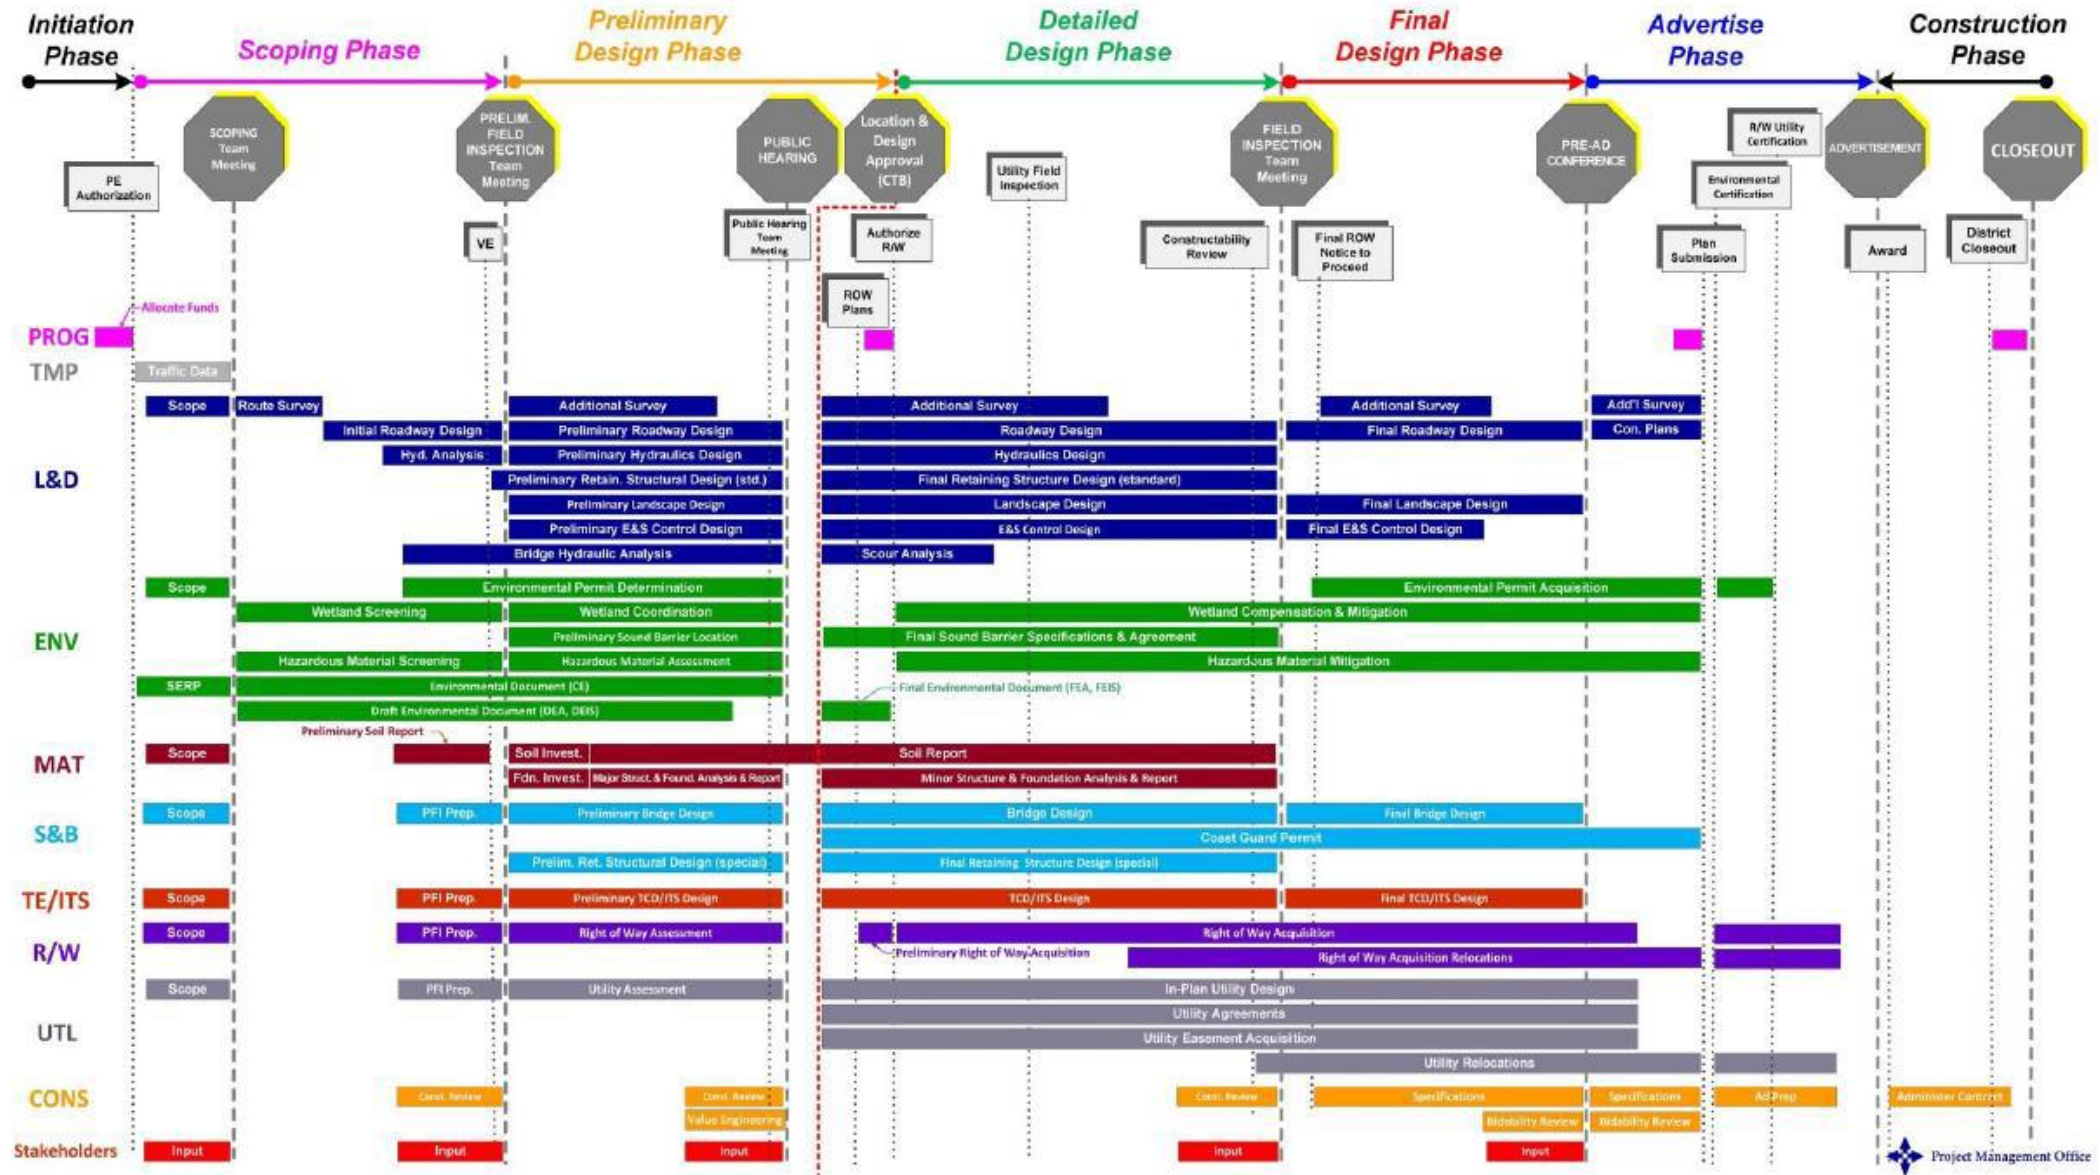 Initiation
Phase
Scoping Phase
Preliminary
Design Phase
Detailed
Design Phase
Final
Design Phase
Advertise
Phase
Construction
Phase
SCOPING
Team
Meeting
PRELIM.
FIELD
INSPECTION
Team
Meeting
PUBLIC
HEARING
Location &
Design
Approval
(CTB)
FIELD
INSPECTION
Team
Meeting
PRE-AD
CONFERENCE
ADVERTISEMENT
CLOSEOUT
PE
Authorization
VE
Public Hearing
Team
Meeting
Authorize
R/W
ROW
Plans
Utility Field
Inspection
Constructability
Review
Final ROW
Notice to
Proceed
Plan
Submission
Environmental
Certification
R/W Utility
Certification
Award
District
Closeout
Allocate Funds
PROG
TMP
Traffic Data
L&D
Scope Route Survey Additional Survey Additional Survey Additional Survey Add'l Survey
Initial Roadway Design Preliminary Roadway Design Roadway Design Final Roadway Design Con. Plans
Hyd. Analysis Preliminary Hydraulics Design Hydraulics Design
Preliminary Retain. Structural Design (std.) Final Retaining Structure Design (standard)
Preliminary Landscape Design Landscape Design Final Landscape Design
Preliminary E&S Control Design E&S Control Design Final E&S Control Design
Bridge Hydraulic Analysis Scour Analysis
ENV
Scope Environmental Permit Determination Environmental Permit Acquisition
Wetland Screening Wetland Coordination Wetland Compensation & Mitigation
Preliminary Sound Barrier Location Final Sound Barrier Specifications & Agreement
Hazardous Material Screening Hazardous Material Assessment Hazardous Material Mitigation
SERP Environmental Document (CE) Final Environmental Document (FEA, FEIS)
Draft Environmental Document (DEA, DEIS)
Preliminary Soil Report
MAT
Scope Soil Invest. Soil Report
Fdn. Invest. Major Struct. & Found. Analysis & Report Minor Structure & Foundation Analysis & Report
S&B
Scope PFI Prep. Preliminary Bridge Design Bridge Design Final Bridge Design
Coast Guard Permit
Prelim. Ret. Structural Design (special) Final Retaining Structure Design (special)
TE/ITS
Scope PFI Prep. Preliminary TCD/ITS Design TCD/ITS Design Final TCD/ITS Design
R/W
Scope PFI Prep. Right of Way Assessment Right of Way Acquisition
Preliminary Right of Way Acquisition Right of Way Acquisition Relocations
UTL
Scope PFI Prep. Utility Assessment In-Plan Utility Design
Utility Agreements
Utility Easement Acquisition
Utility Relocations
CONS
Const. Review Const. Review Const. Review Specifications Specifications Ad Prep Administer Contract
Value Engineering Bidability Review Bidability Review
Stakeholders
Input Input Input Input Input
Project Management Office